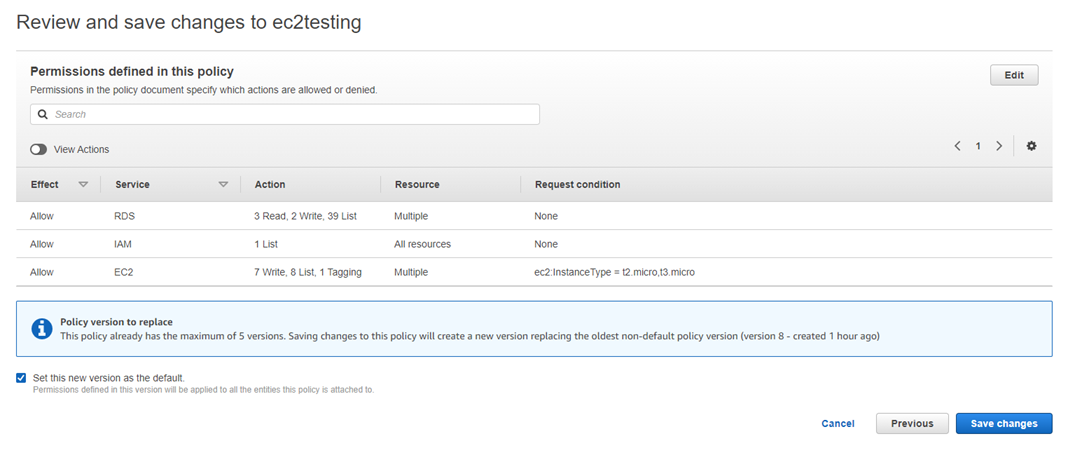 Review and save changes to ec2testing
Permissions defined in this policy
Edit
Permissions in the policy document specify which actions are allowed or denied.
Search
View Actions
1
Effect Service Action Resource Request condition
Allow RDS 3 Read, 2 Write, 39 List Multiple None
Allow IAM 1 List All resources None
Allow EC2 7 Write, 8 List, 1 Tagging Multiple ec2:InstanceType = t2.micro,t3.micro
Policy version to replace
This policy already has the maximum of 5 versions. Saving changes to this policy will create a new version replacing the oldest non-default policy version (version 8 - created 1 hour ago)
Set this new version as the default.
Permissions defined in this version will be applied to all the entities this policy is attached to.
Cancel Previous Save changes